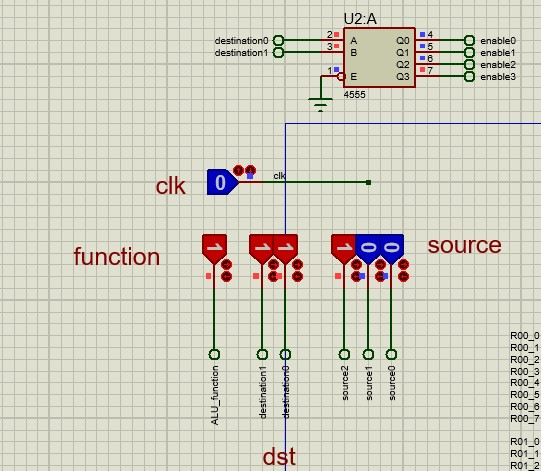 U2:A
destination0 2 A Q0 4 enable0
destination1 3 B Q1 5 enable1
Q2 6 enable2
1 E Q3 7 enable3
4555
clk 0 clk
function 1 1 1 1 0 0 source
ALU_function
destination1
destination0
source2
source1
source0
dst
R00_0
R00_1
R00_2
R00_3
R00_4
R00_5
R00_6
R00_7
R01_0
R01_1
R01_2